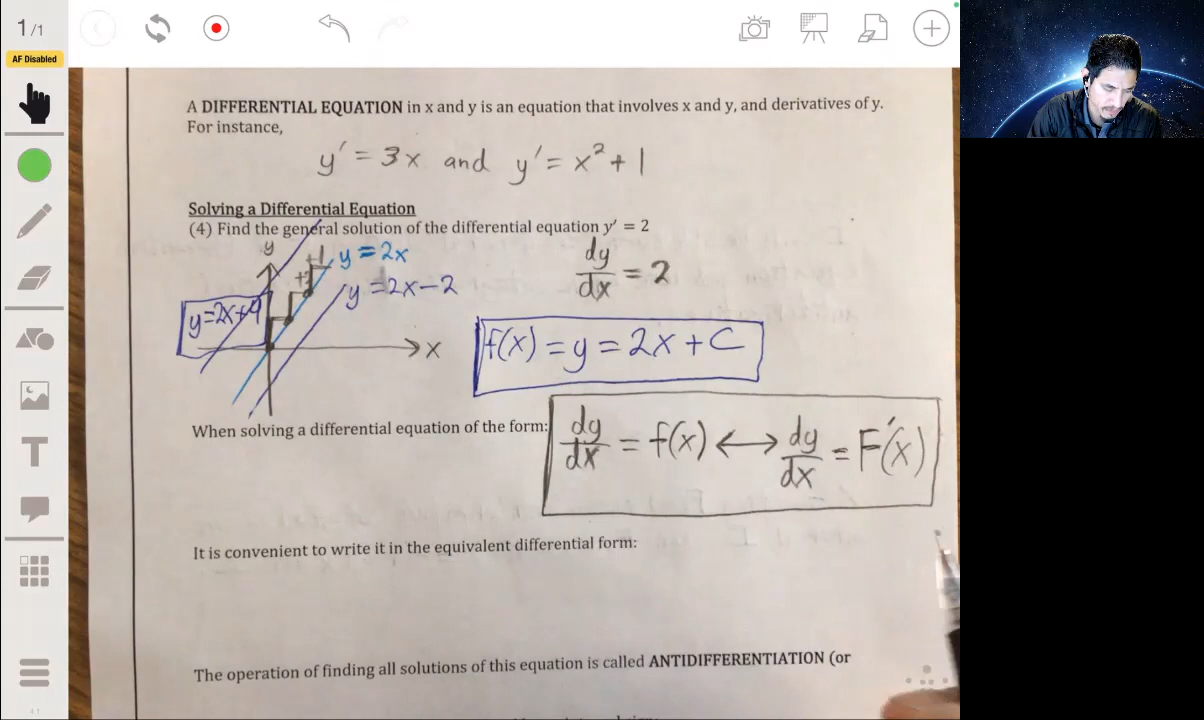 1/1
AF Disabled
A DIFFERENTIAL EQUATION in x and y is an equation that involves x and y, and derivatives of y.
For instance,
y' = 3x and y' = x² + 1
Solving a Differential Equation
(4) Find the general solution of the differential equation y' = 2
y
+1
y = 2x
dy/dx = 2
+2
y = 2x − 2
y = 2x + 9
x
f(x) = y = 2x + C
When solving a differential equation of the form:
dy/dx = f(x) ⟷ dy/dx = F'(x)
It is convenient to write it in the equivalent differential form:
The operation of finding all solutions of this equation is called ANTIDIFFERENTIATION (or
T